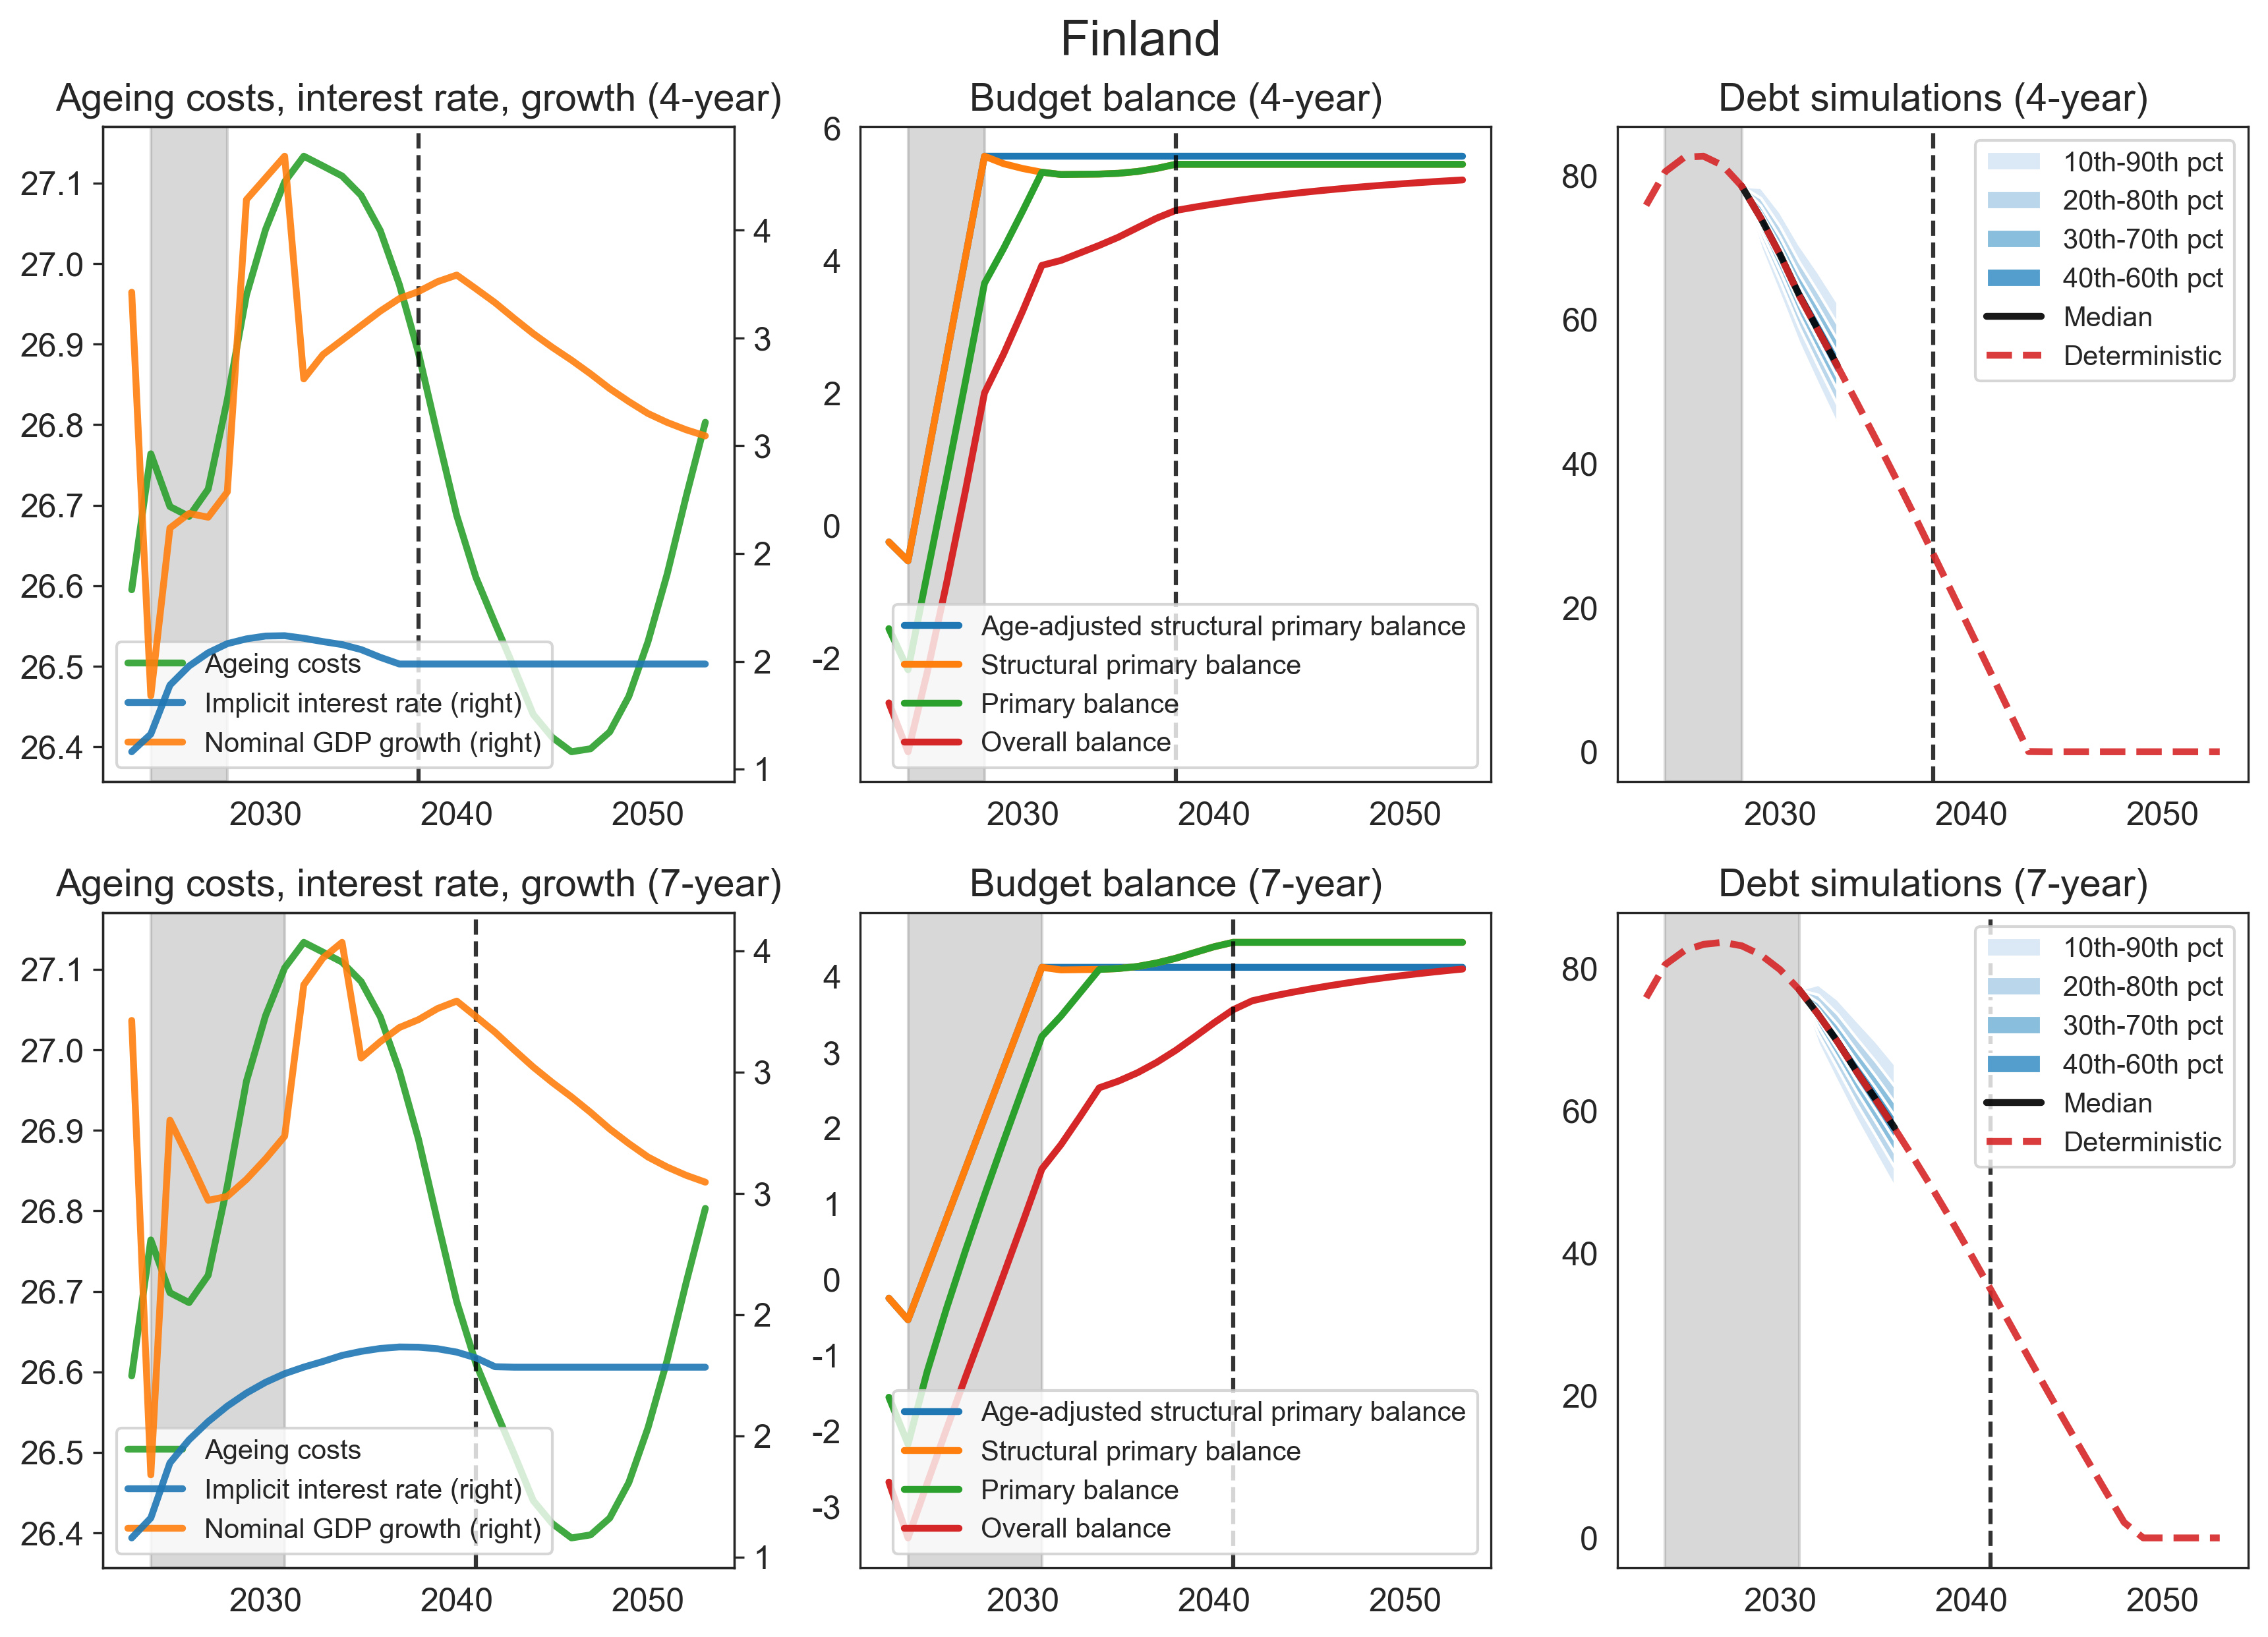 Finland
Ageing costs, interest rate, growth (4-year)
27.1
27.0
26.9
26.8
26.7
26.6
26.5
26.4
4
3
3
2
2
1
Ageing costs
Implicit interest rate (right)
Nominal GDP growth (right)
2030 2040 2050
Budget balance (4-year)
6
4
2
0
-2
Age-adjusted structural primary balance
Structural primary balance
Primary balance
Overall balance
2030 2040 2050
Debt simulations (4-year)
80
60
40
20
0
10th-90th pct
20th-80th pct
30th-70th pct
40th-60th pct
Median
Deterministic
2030 2040 2050
Ageing costs, interest rate, growth (7-year)
27.1
27.0
26.9
26.8
26.7
26.6
26.5
26.4
4
3
3
2
2
1
Ageing costs
Implicit interest rate (right)
Nominal GDP growth (right)
2030 2040 2050
Budget balance (7-year)
4
3
2
1
0
-1
-2
-3
Age-adjusted structural primary balance
Structural primary balance
Primary balance
Overall balance
2030 2040 2050
Debt simulations (7-year)
80
60
40
20
0
10th-90th pct
20th-80th pct
30th-70th pct
40th-60th pct
Median
Deterministic
2030 2040 2050